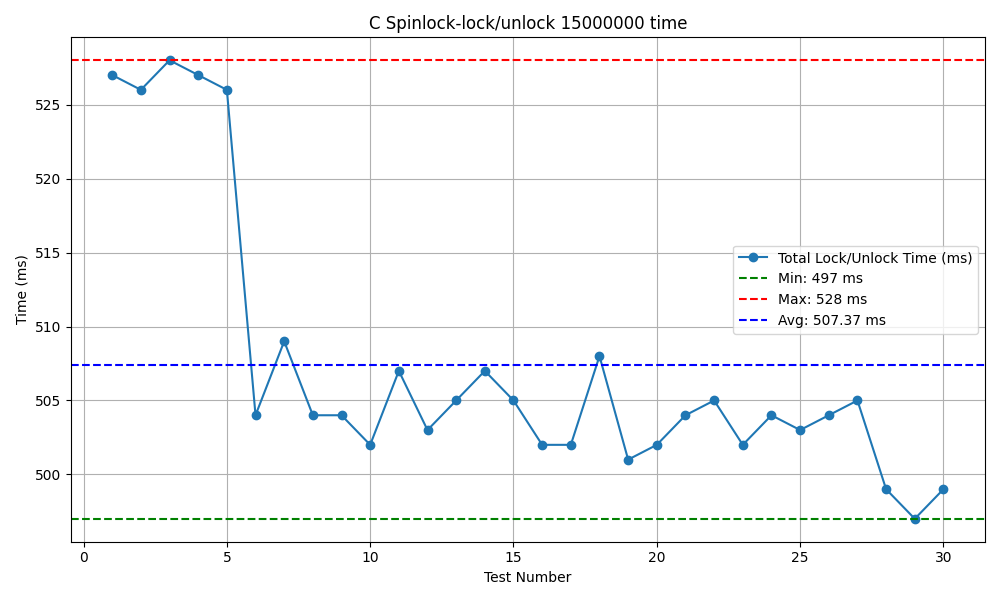 C Spinlock-lock/unlock 15000000 time
Time (ms)
525
520
515
510
505
500
Total Lock/Unlock Time (ms)
Min: 497 ms
Max: 528 ms
Avg: 507.37 ms
0 5 10 15 20 25 30
Test Number